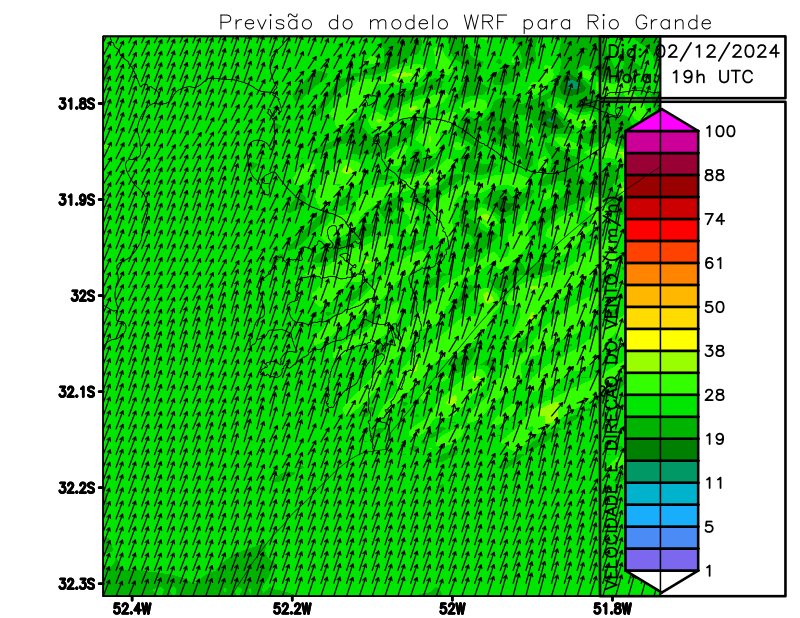 Previsão do modelo WRF para Rio Grande
Dia: 02/12/2024
Hora: 19h UTC
31.8S
31.9S
32S
32.1S
32.2S
32.3S
52.4W
52.2W
52W
51.8W
VELOCIDADE E DIREÇÃO DO VENTO (km/h)
100
88
74
61
50
38
28
19
11
5
1